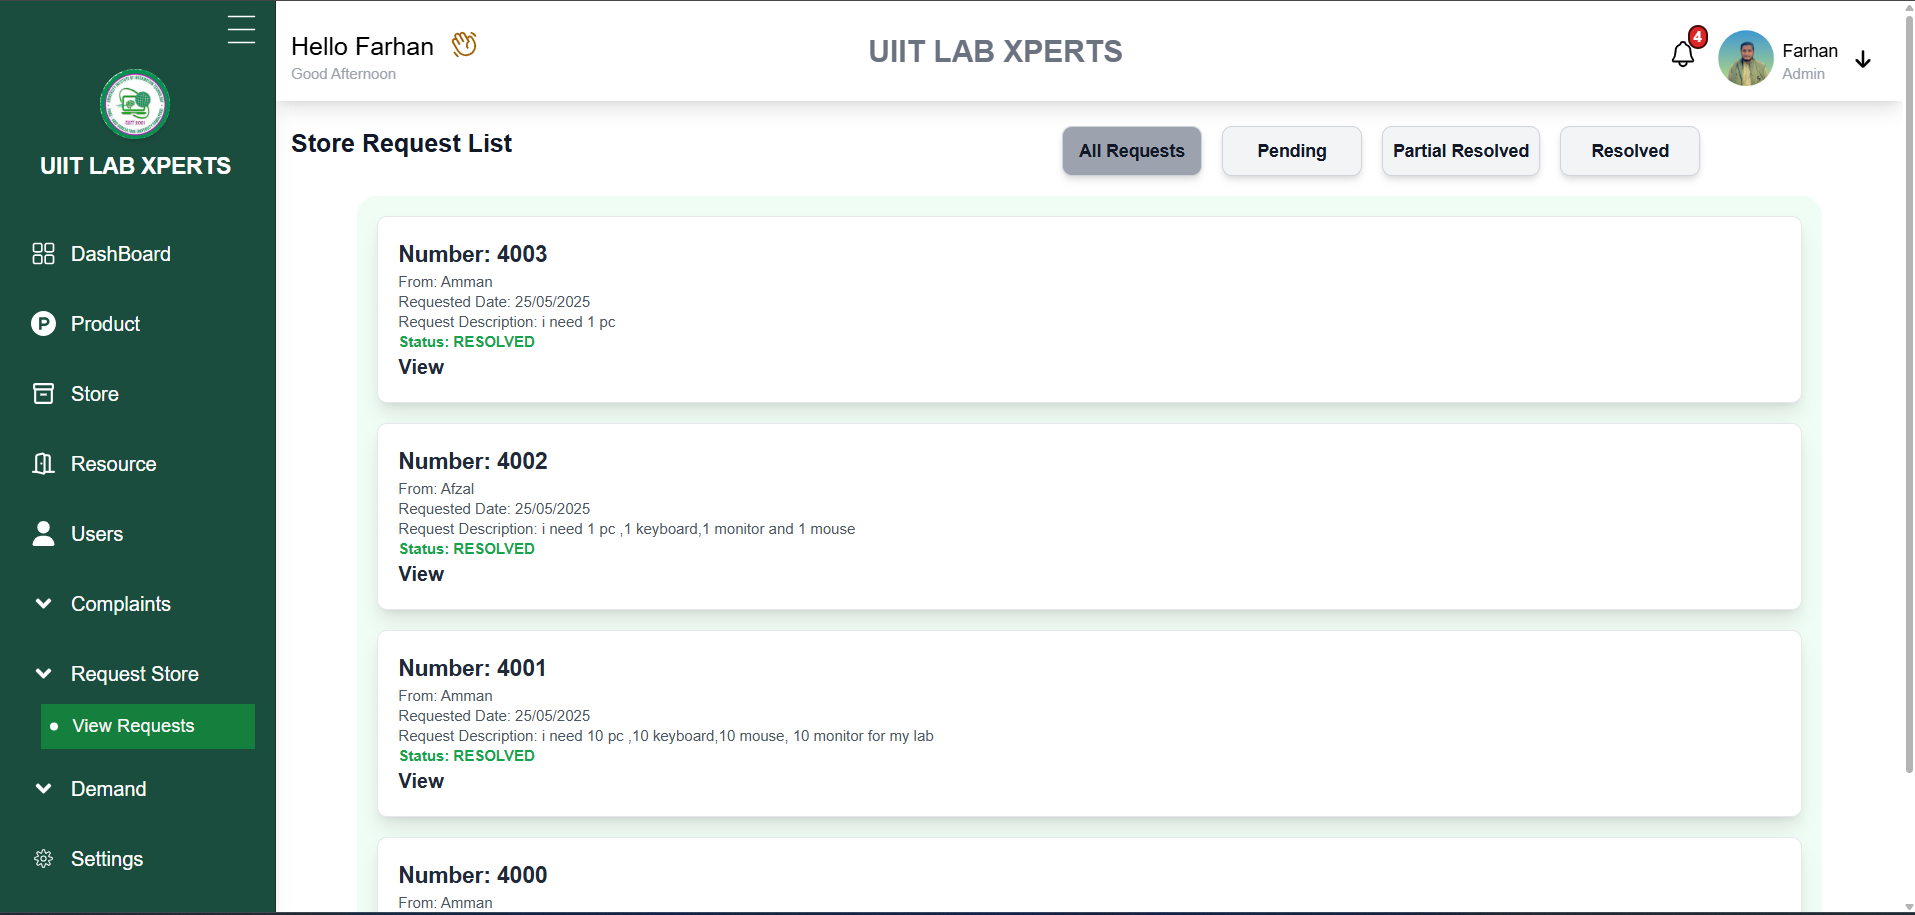 UIIT LAB XPERTS
DashBoard
Product
Store
Resource
Users
Complaints
Request Store
View Requests
Demand
Settings
Hello Farhan
Good Afternoon
UIIT LAB XPERTS
4
Farhan
Admin
Store Request List
All Requests
Pending
Partial Resolved
Resolved
Number: 4003
From: Amman
Requested Date: 25/05/2025
Request Description: i need 1 pc
Status: RESOLVED
View
Number: 4002
From: Afzal
Requested Date: 25/05/2025
Request Description: i need 1 pc ,1 keyboard,1 monitor and 1 mouse
Status: RESOLVED
View
Number: 4001
From: Amman
Requested Date: 25/05/2025
Request Description: i need 10 pc ,10 keyboard,10 mouse, 10 monitor for my lab
Status: RESOLVED
View
Number: 4000
From: Amman